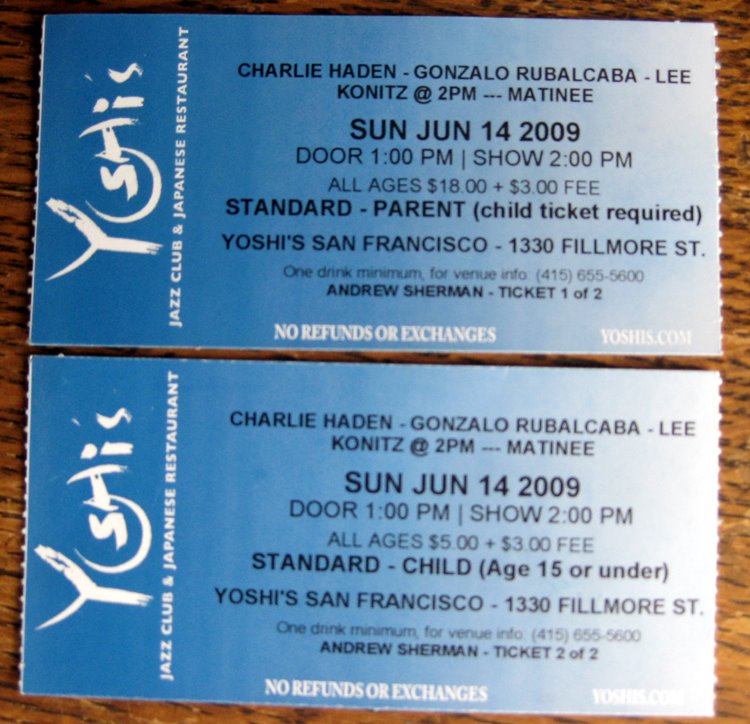 YOSHi'S
JAZZ CLUB & JAPANESE RESTAURANT
CHARLIE HADEN - GONZALO RUBALCABA - LEE
KONITZ @ 2PM --- MATINEE
SUN JUN 14 2009
DOOR 1:00 PM | SHOW 2:00 PM
ALL AGES $18.00 + $3.00 FEE
STANDARD - PARENT (child ticket required)
YOSHI'S SAN FRANCISCO - 1330 FILLMORE ST.
One drink minimum, for venue info: (415) 655-5600
ANDREW SHERMAN - TICKET 1 of 2
NO REFUNDS OR EXCHANGES YOSHIS.COM
YOSHi'S
JAZZ CLUB & JAPANESE RESTAURANT
CHARLIE HADEN - GONZALO RUBALCABA - LEE
KONITZ @ 2PM --- MATINEE
SUN JUN 14 2009
DOOR 1:00 PM | SHOW 2:00 PM
ALL AGES $5.00 + $3.00 FEE
STANDARD - CHILD (Age 15 or under)
YOSHI'S SAN FRANCISCO - 1330 FILLMORE ST.
One drink minimum, for venue info: (415) 655-5600
ANDREW SHERMAN - TICKET 2 of 2
NO REFUNDS OR EXCHANGES YOSHIS.COM